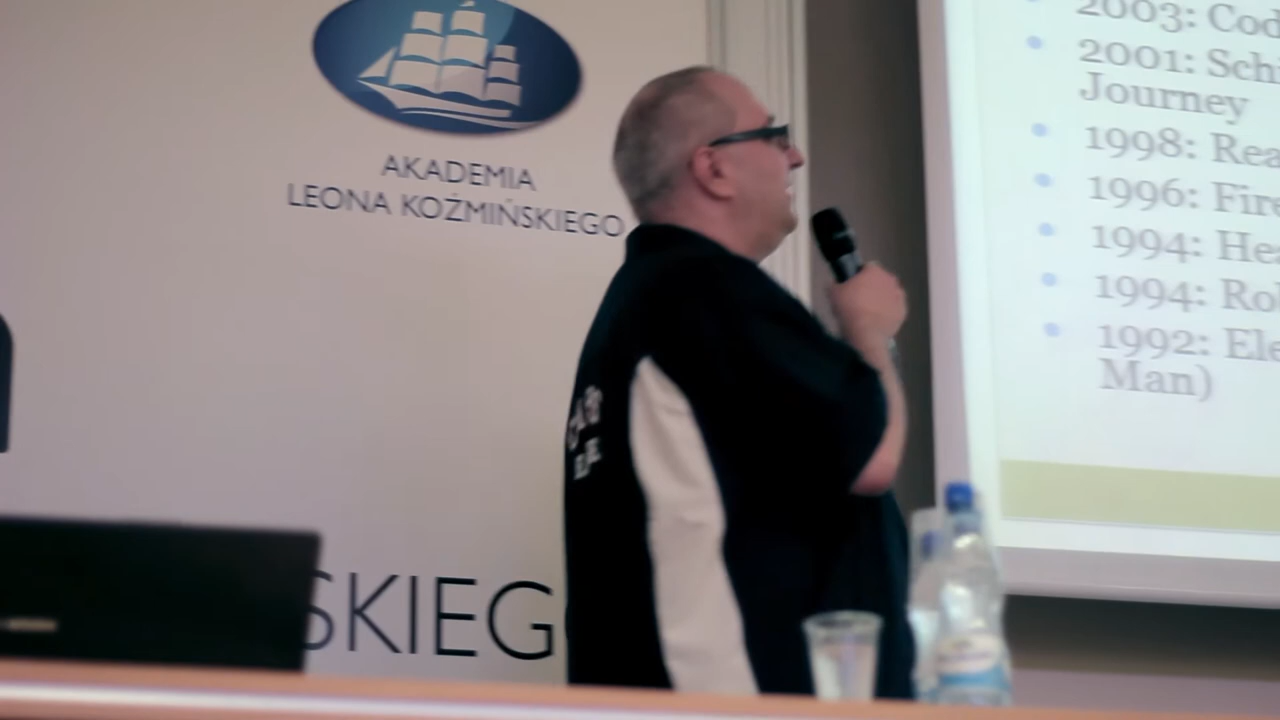 AKADEMIA
LEONA KOŹMIŃSKIEGO
SKIEG
2003: Cod
2001: Schi
Journey
1998: Rea
1996: Fire
1994: Hea
1994: Rol
1992: Ele
Man)